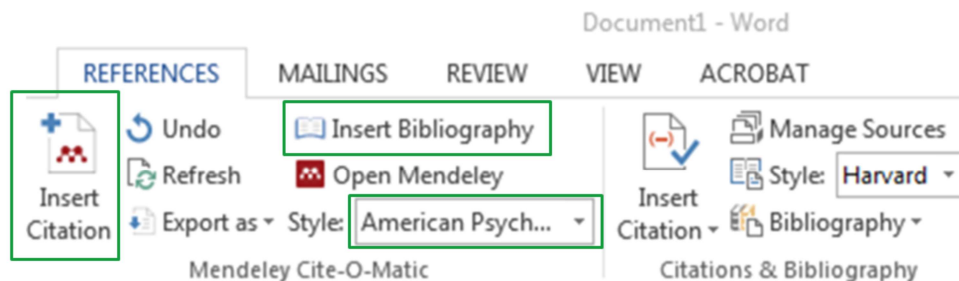 Document1 - Word
REFERENCES MAILINGS REVIEW VIEW ACROBAT
Insert Citation
Undo
Refresh
Export as
Insert Bibliography
Open Mendeley
Style: American Psych...
Mendeley Cite-O-Matic
Insert Citation
Manage Sources
Style: Harvard
Bibliography
Citations & Bibliography